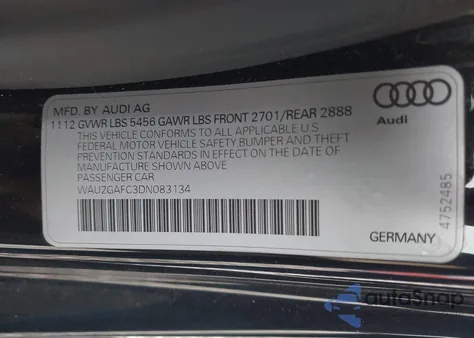 MFD. BY AUDI AG
1112 GVWR LBS 5456 GAWR LBS FRONT 2701/REAR 2888
THIS VEHICLE CONFORMS TO ALL APPLICABLE U.S
FEDERAL MOTOR VEHICLE SAFETY BUMPER AND THEFT
PREVENTION STANDARDS IN EFFECT ON THE DATE OF
MANUFACTURE SHOWN ABOVE
PASSENGER CAR
WAU2GAFC3DN083134
Audi
4752485
GERMANY
autoSnap